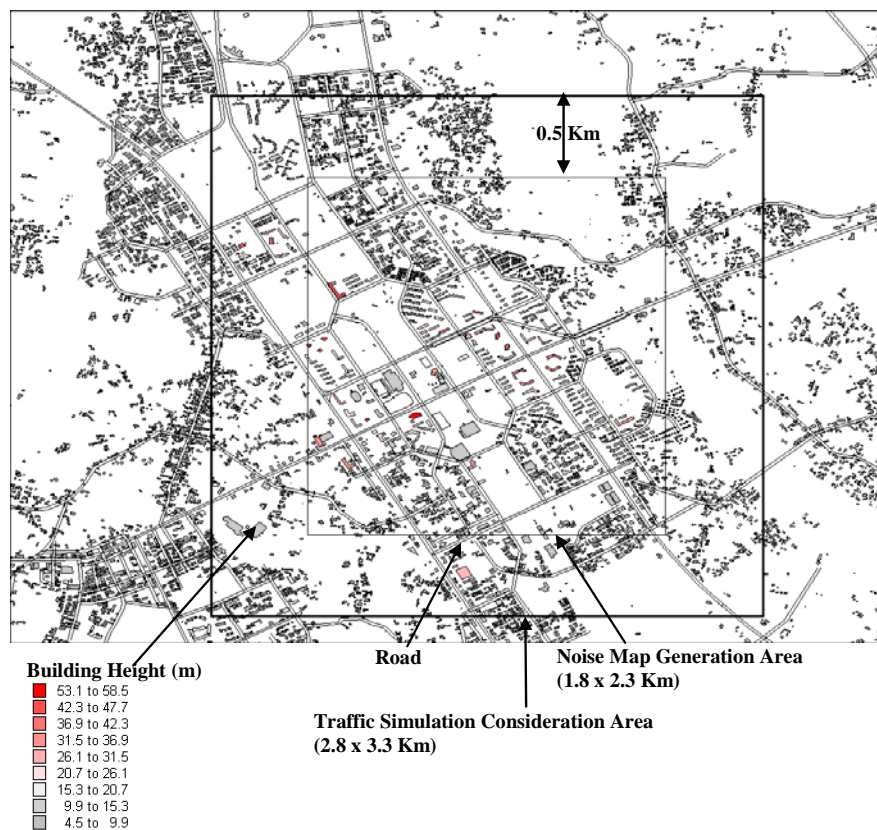 0.5 Km
Building Height (m)
53.1 to 58.5
42.3 to 47.7
36.9 to 42.3
31.5 to 36.9
26.1 to 31.5
20.7 to 26.1
15.3 to 20.7
9.9 to 15.3
4.5 to 9.9
Road
Noise Map Generation Area
(1.8 x 2.3 Km)
Traffic Simulation Consideration Area
(2.8 x 3.3 Km)